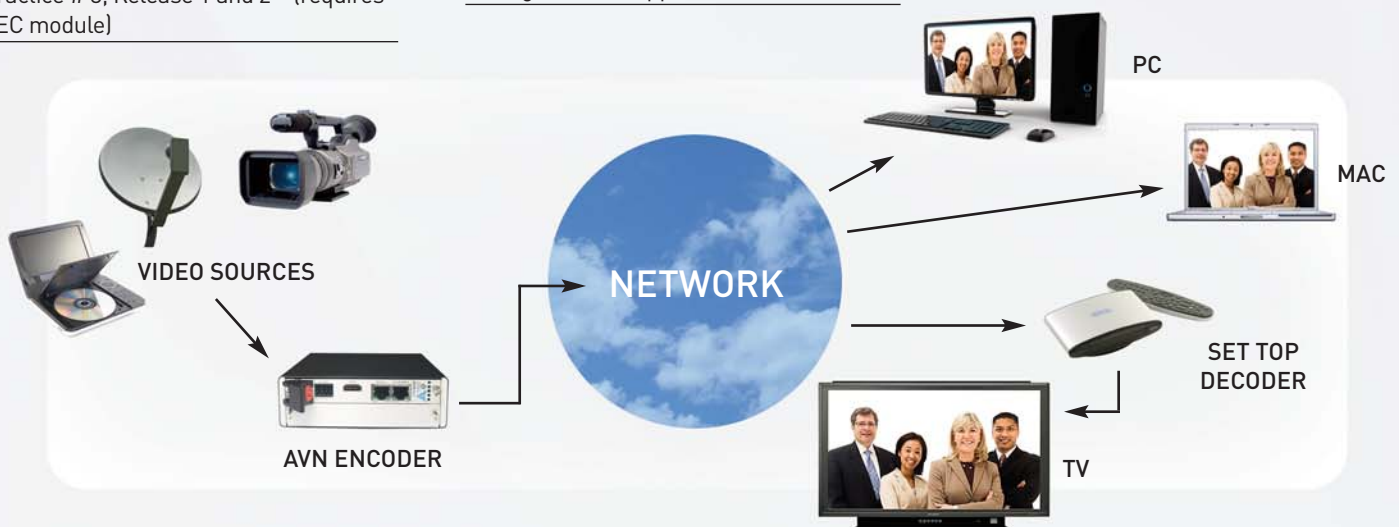 EC module)
PC
MAC
VIDEO SOURCES
NETWORK
SET TOP
DECODER
AVN ENCODER
TV